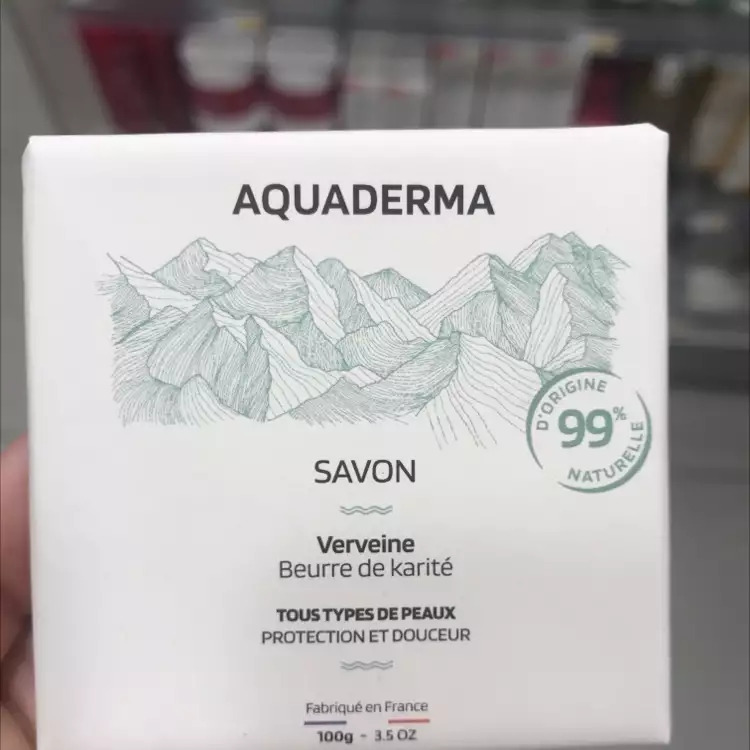 AQUADERMA
D'ORIGINE
99%
NATURELLE
SAVON
Verveine
Beurre de karité
TOUS TYPES DE PEAUX
PROTECTION ET DOUCEUR
Fabriqué en France
100g - 3.5 OZ